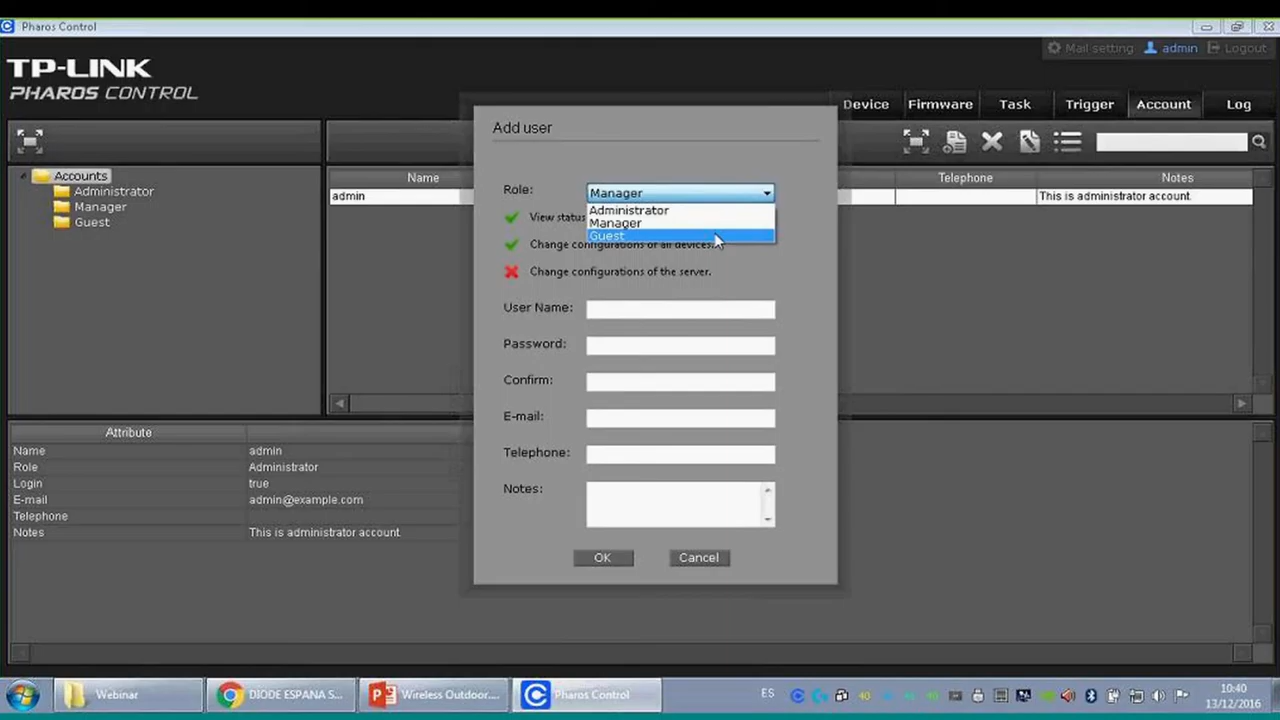 Pharos Control
Mail setting admin Logout
TP-LINK
PHAROS CONTROL
Device Firmware Task Trigger Account Log
Accounts
Administrator
Manager
Guest
Name Telephone Notes
admin This is administrator account.
Add user
Role: Manager
Administrator
Manager
Guest
View status
Change configurations of all devices.
Change configurations of the server.
User Name:
Password:
Confirm:
E-mail:
Telephone:
Notes:
OK Cancel
Attribute
Name admin
Role Administrator
Login true
E-mail admin@example.com
Telephone
Notes This is administrator account.
Webinar DIODE ESPANA S... Wireless Outdoor.... Pharos Control ES 10:40
13/12/2016